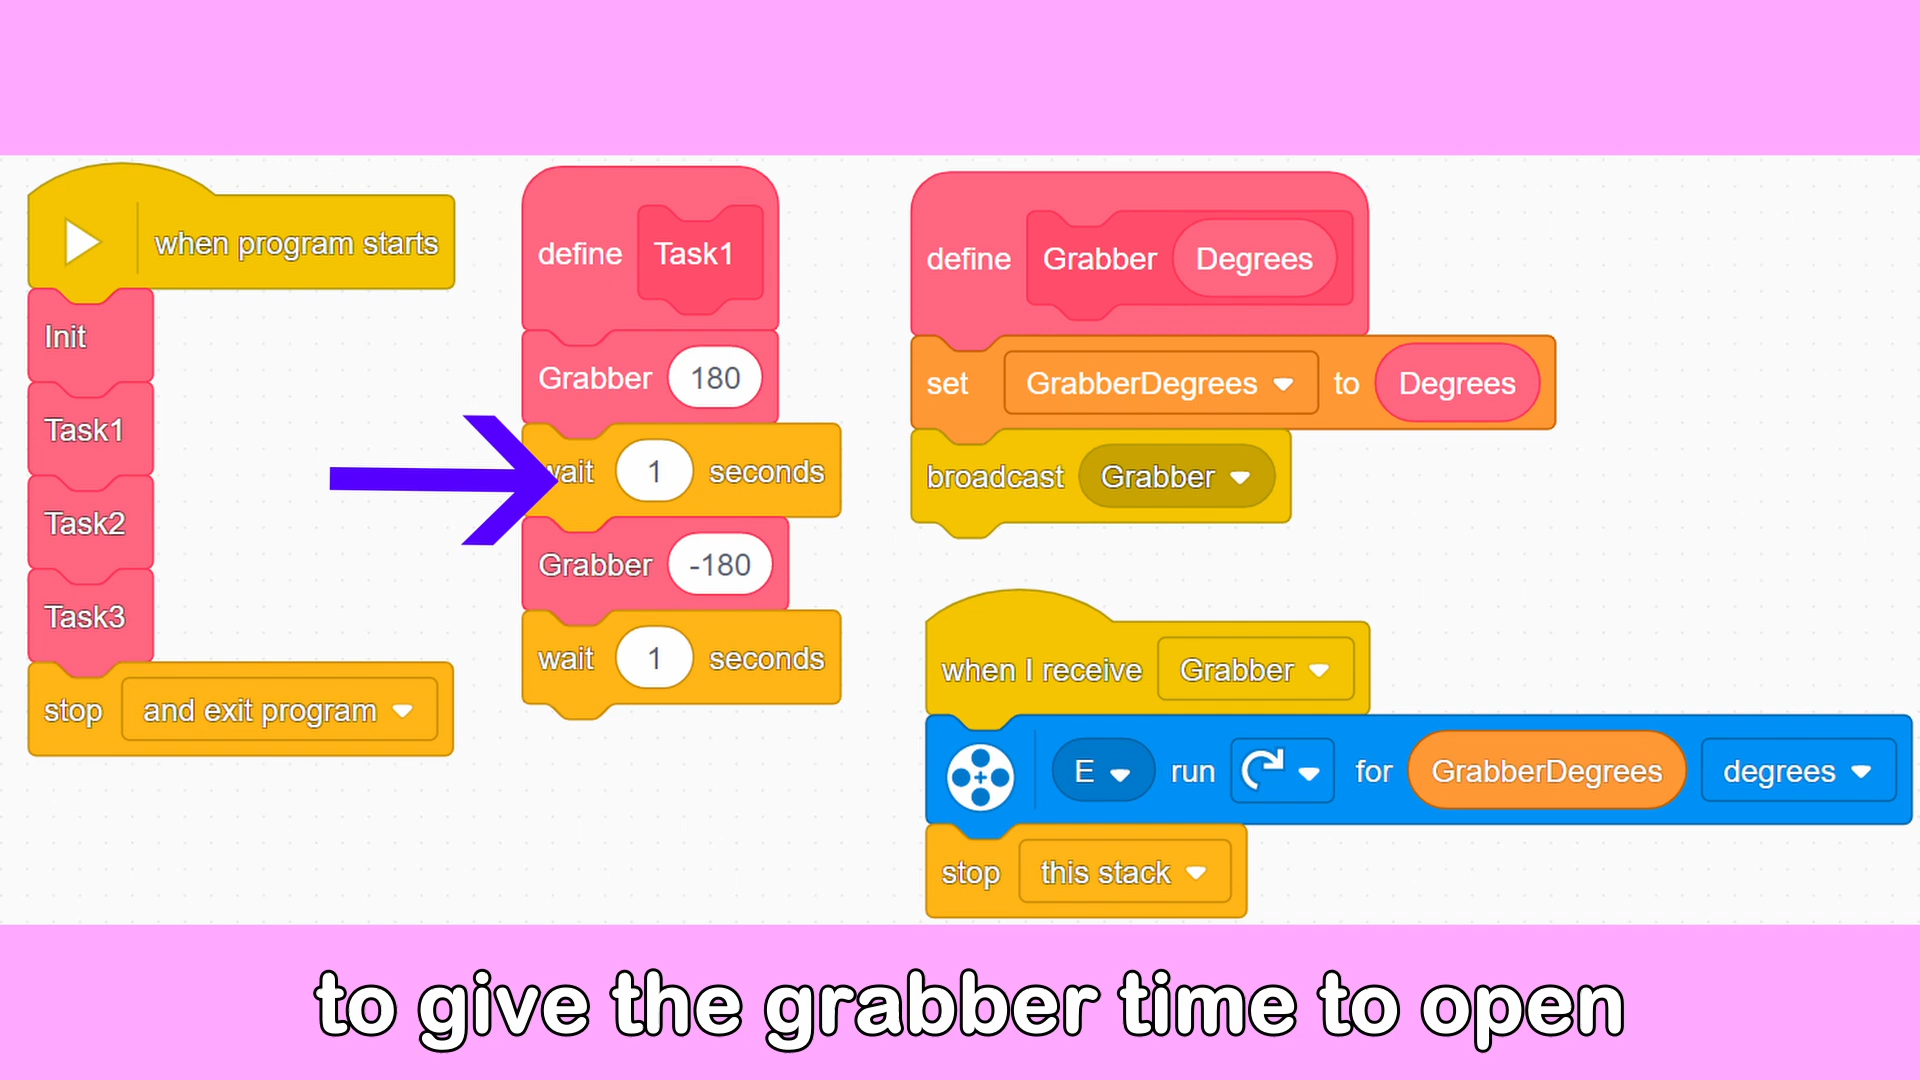 when program starts
Init
Task1
Task2
Task3
stop and exit program
define Task1
Grabber 180
wait 1 seconds
Grabber -180
wait 1 seconds
define Grabber Degrees
set GrabberDegrees to Degrees
broadcast Grabber
when I receive Grabber
E run for GrabberDegrees degrees
stop this stack
to give the grabber time to open